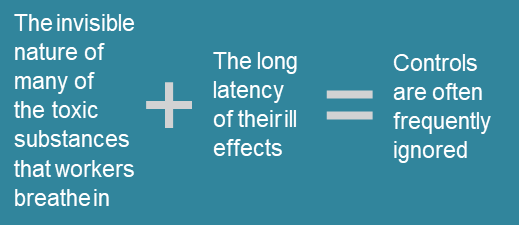 The invisible
nature of
many of
the toxic
substances
that workers
breathe in
+
The long
latency
of their ill
effects
=
Controls
are often
frequently
ignored